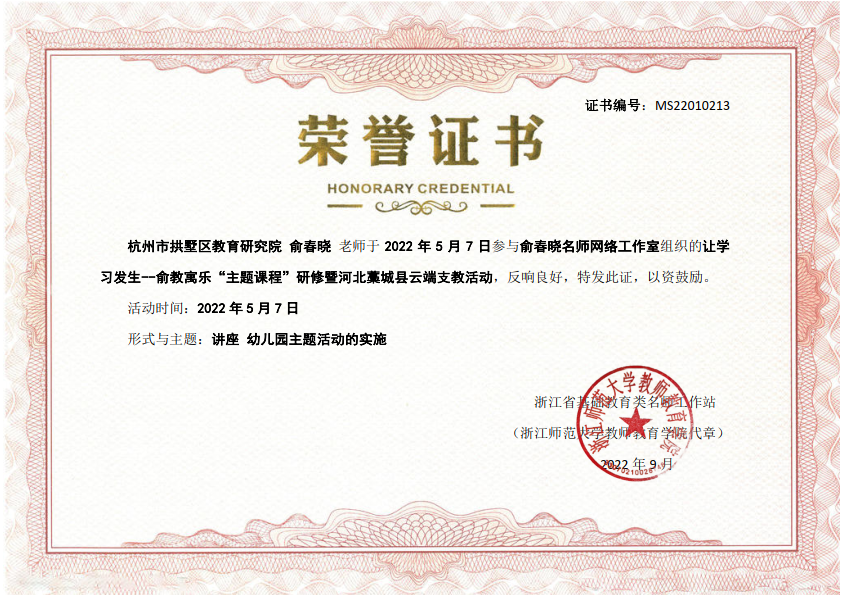 证书编号：MS22010213
荣誉证书
HONORARY CREDENTIAL
杭州市拱墅区教育研究院 俞春晓 老师于 2022 年 5 月 7 日参与俞春晓名师网络工作室组织的让学
习发生--俞教寓乐“主题课程”研修暨河北藁城县云端支教活动，反响良好，特发此证，以资鼓励。
活动时间：2022 年 5 月 7 日
形式与主题：讲座 幼儿园主题活动的实施
浙江省基础教育类名师工作站
（浙江师范大学教师教育学院代章）
2022 年 9 月
浙江师范大学教师教育学院